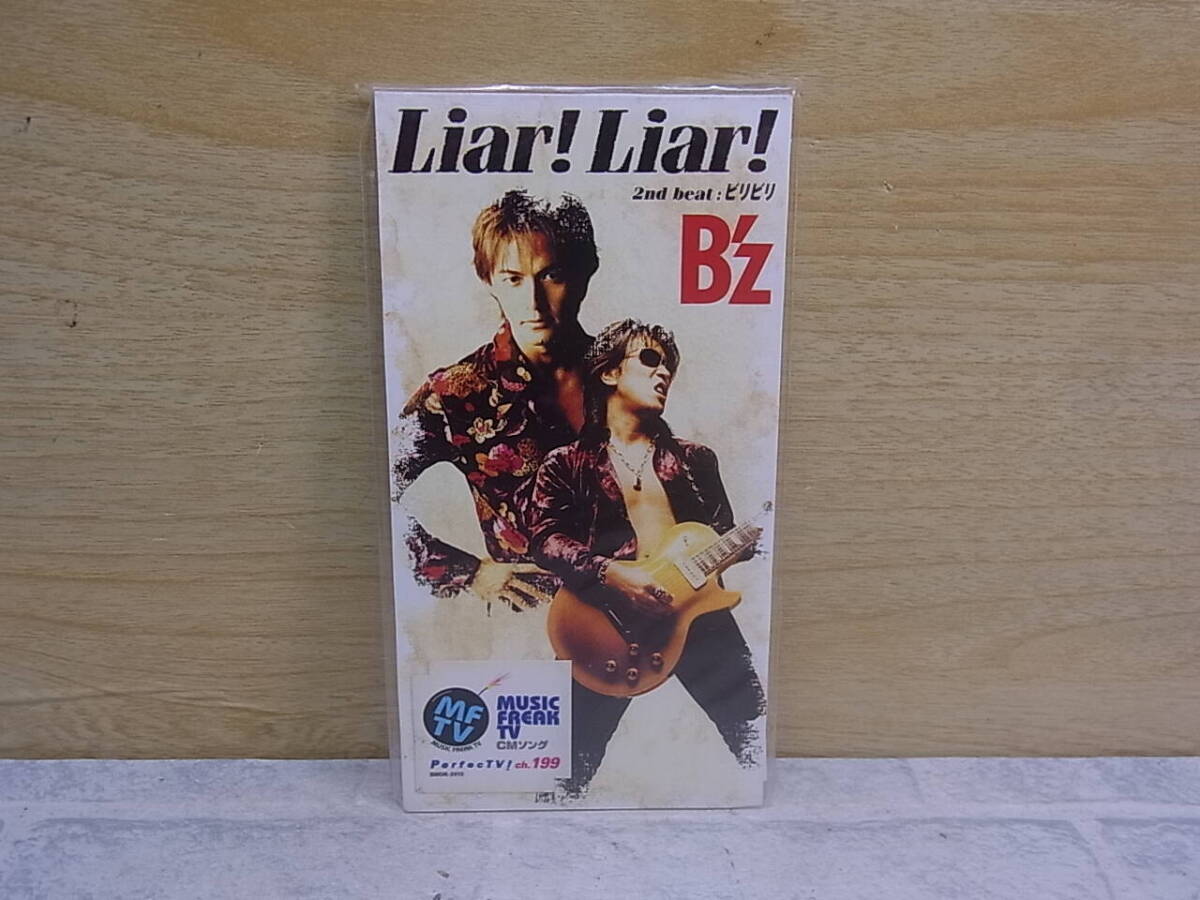 Liar! Liar!
2nd beat : ビリビリ
B'z
MF
TV
MUSIC FREAK TV
MUSIC
FREAK
TV
CMソング
PerfecTV! ch.199